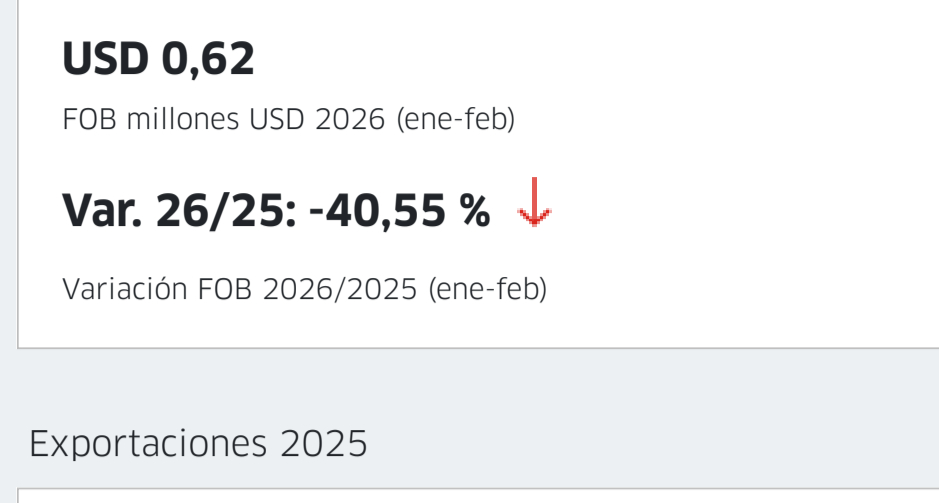 USD 0,62
FOB millones USD 2026 (ene-feb)
Var. 26/25: -40,55 %
Variación FOB 2026/2025 (ene-feb)
Exportaciones 2025